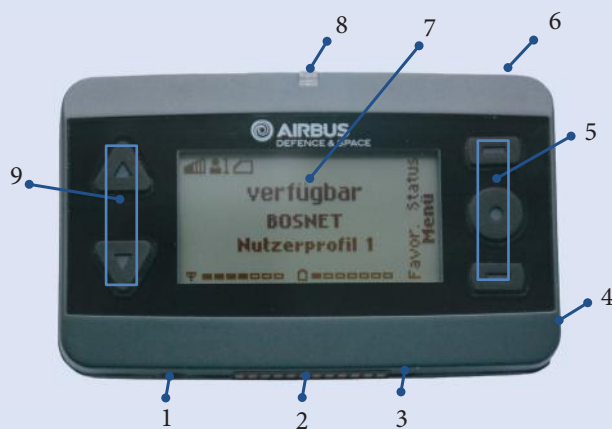 8
7
6
AIRBUS
DEFENCE & SPACE
5
9
verfügbar
BOSNET
Nutzerprofil 1
Favor. Status
Menü
4
1
2
3